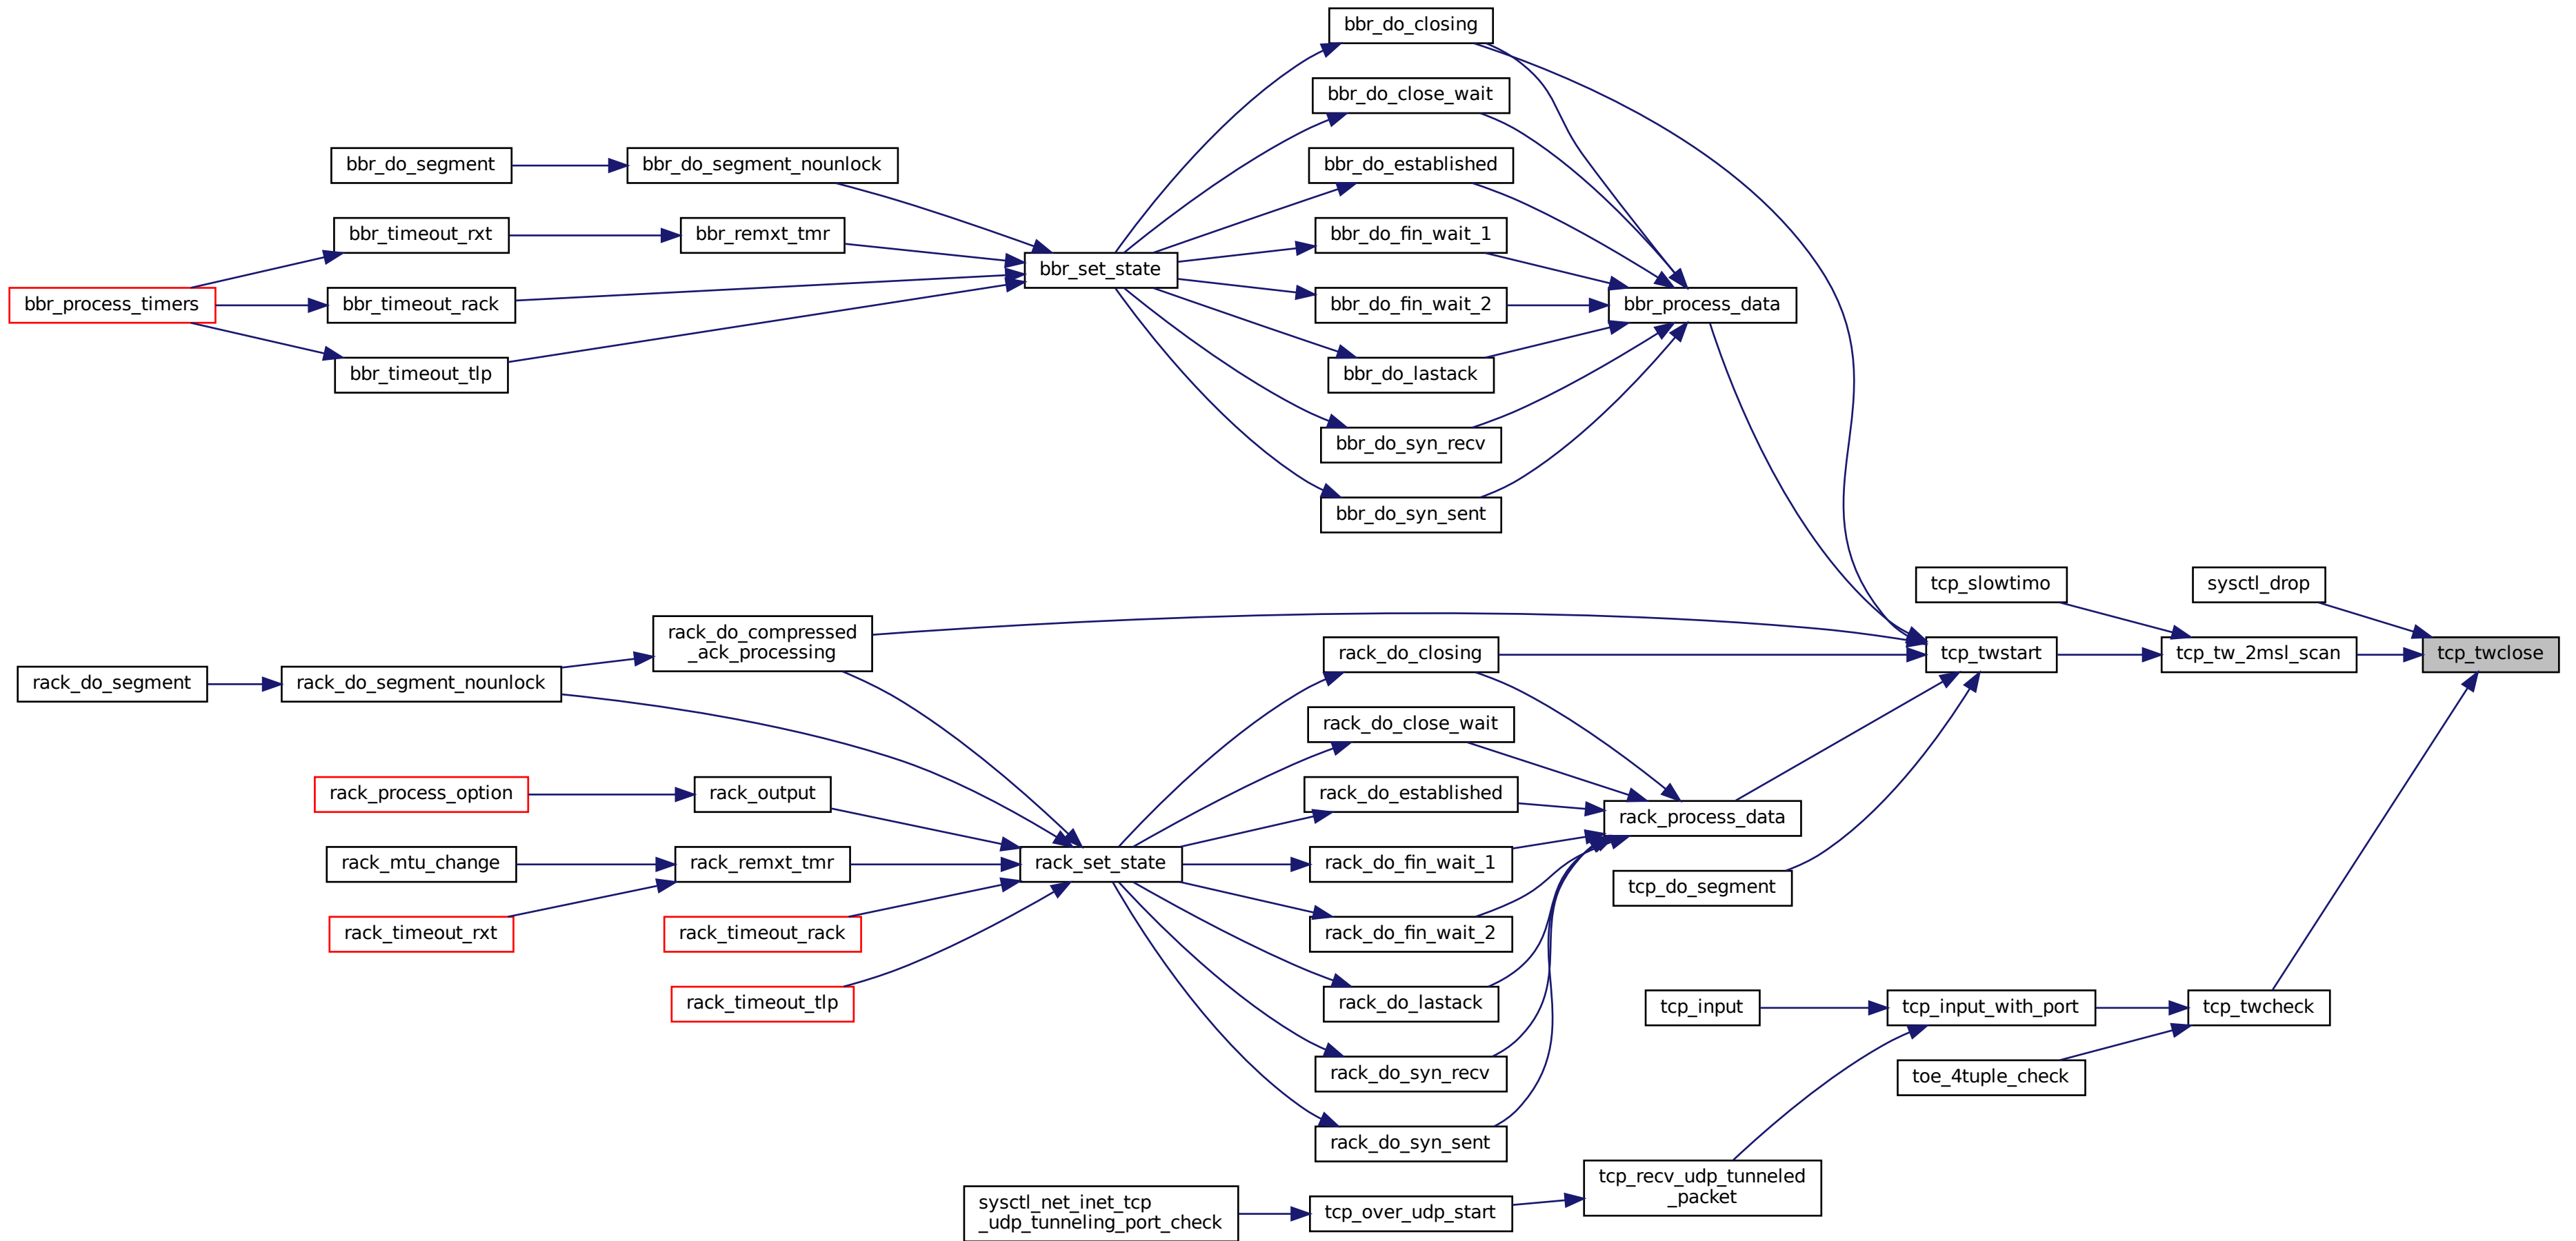 bbr_do_closing
bbr_do_close_wait
bbr_do_segment
bbr_do_segment_nounlock
bbr_do_established
bbr_timeout_rxt
bbr_remxt_tmr
bbr_do_fin_wait_1
bbr_set_state
bbr_process_timers
bbr_timeout_rack
bbr_do_fin_wait_2
bbr_process_data
bbr_timeout_tlp
bbr_do_lastack
bbr_do_syn_recv
bbr_do_syn_sent
tcp_slowtimo
sysctl_drop
rack_do_compressed
_ack_processing
rack_do_closing
tcp_twstart
tcp_tw_2msl_scan
tcp_twclose
rack_do_segment
rack_do_segment_nounlock
rack_do_close_wait
rack_process_option
rack_output
rack_do_established
rack_process_data
rack_mtu_change
rack_remxt_tmr
rack_set_state
rack_do_fin_wait_1
tcp_do_segment
rack_timeout_rxt
rack_timeout_rack
rack_do_fin_wait_2
rack_timeout_tlp
rack_do_lastack
tcp_input
tcp_input_with_port
tcp_twcheck
rack_do_syn_recv
toe_4tuple_check
rack_do_syn_sent
tcp_recv_udp_tunneled
_packet
sysctl_net_inet_tcp
_udp_tunneling_port_check
tcp_over_udp_start